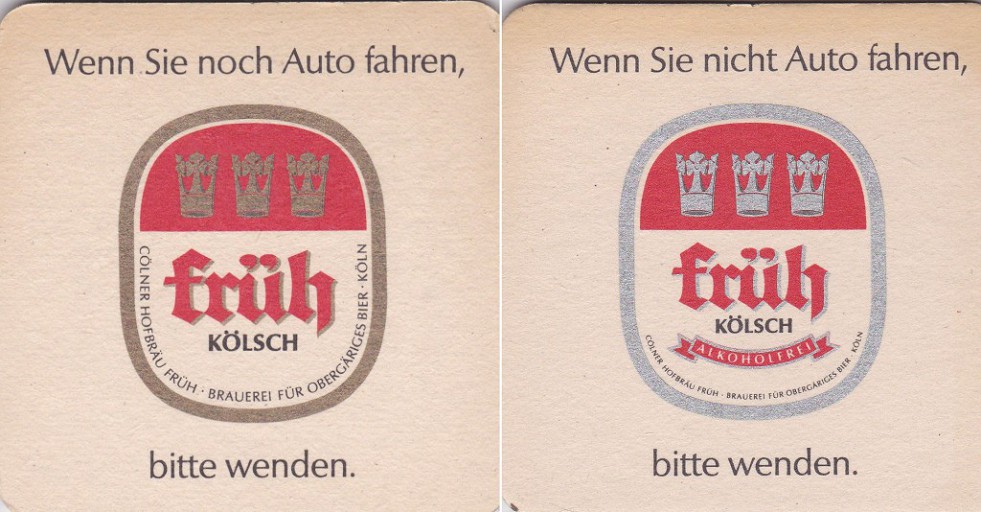 Wenn Sie noch Auto fahren,
früh
KÖLSCH
CÖLNER HOFBRÄU FRÜH · BRAUEREI FÜR OBERGÄRIGES BIER · KÖLN
bitte wenden.
Wenn Sie nicht Auto fahren,
früh
KÖLSCH
ALKOHOLFREI
CÖLNER HOFBRÄU FRÜH · BRAUEREI FÜR OBERGÄRIGES BIER · KÖLN
bitte wenden.